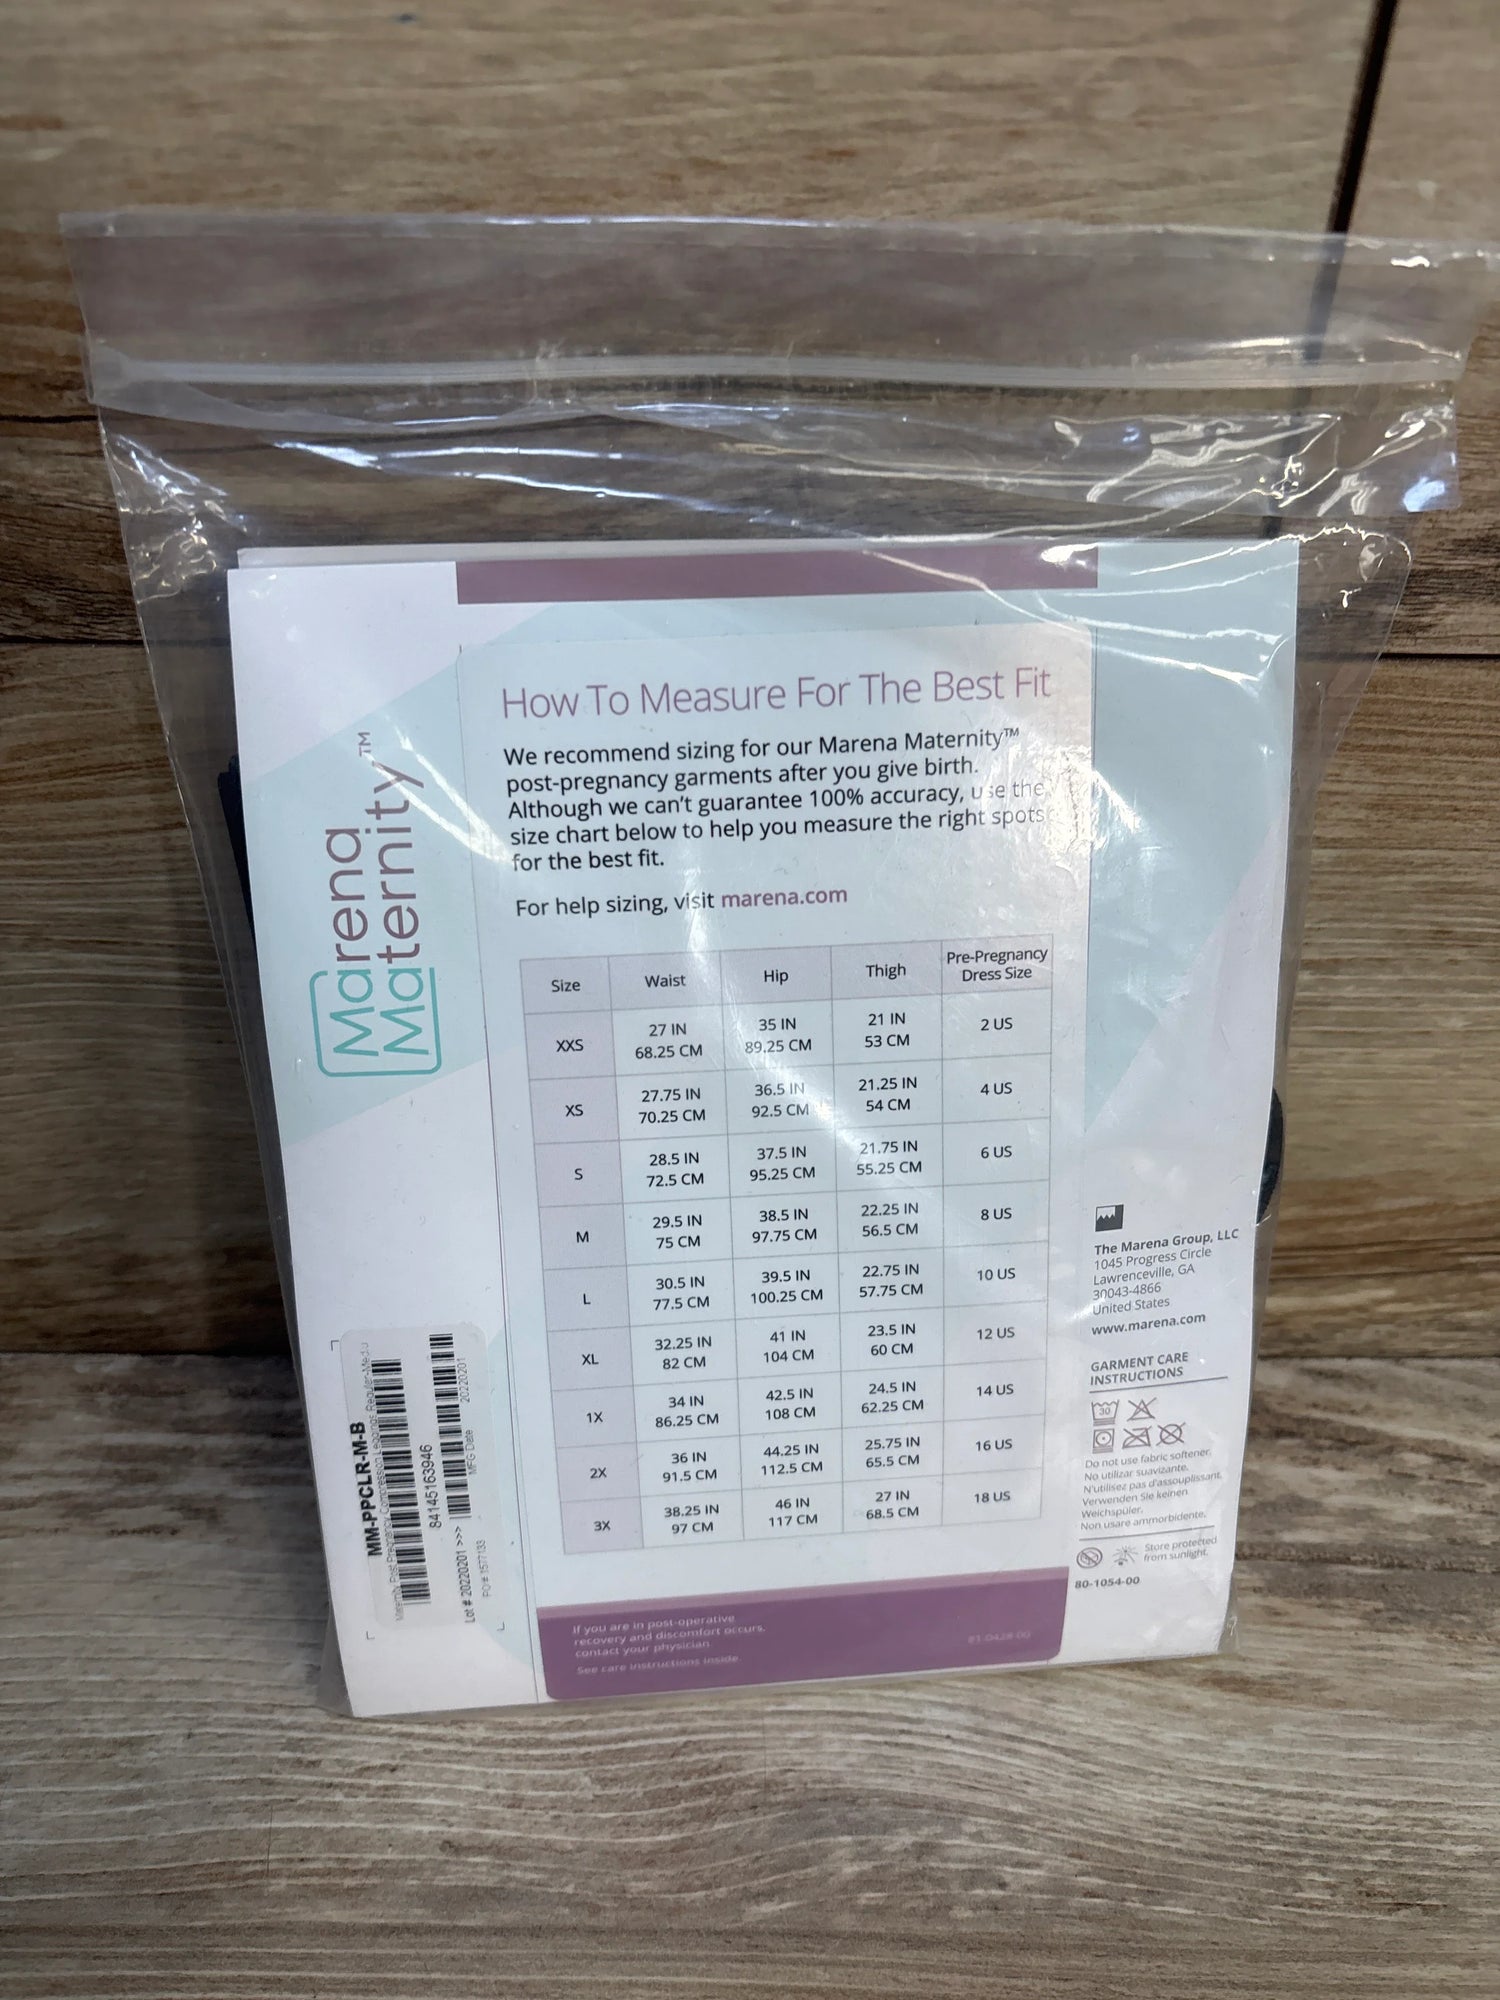 Marena
Maternity™
How To Measure For The Best Fit
We recommend sizing for our Marena Maternity™
post-pregnancy garments after you give birth.
Although we can't guarantee 100% accuracy, use the
size chart below to help you measure the right spots
for the best fit.
For help sizing, visit marena.com
Size Waist Hip Thigh Pre-Pregnancy Dress Size
XXS 27 IN 68.25 CM 35 IN 89.25 CM 21 IN 53 CM 2 US
XS 27.75 IN 70.25 CM 36.5 IN 92.5 CM 21.25 IN 54 CM 4 US
S 28.5 IN 72.5 CM 37.5 IN 95.25 CM 21.75 IN 55.25 CM 6 US
M 29.5 IN 75 CM 38.5 IN 97.75 CM 22.25 IN 56.5 CM 8 US
L 30.5 IN 77.5 CM 39.5 IN 100.25 CM 22.75 IN 57.75 CM 10 US
XL 32.25 IN 82 CM 41 IN 104 CM 23.5 IN 60 CM 12 US
1X 34 IN 86.25 CM 42.5 IN 108 CM 24.5 IN 62.25 CM 14 US
2X 36 IN 91.5 CM 44.25 IN 112.5 CM 25.75 IN 65.5 CM 16 US
3X 38.25 IN 97 CM 46 IN 117 CM 27 IN 68.5 CM 18 US
If you are in post-operative
recovery and discomfort occurs,
contact your physician.
See care instructions inside.
MM-PPCLR-M-B
Maternity Post Pregnancy Compression Leggings Regular-Mediu
84145163946
Lot # 20220201 >>> MFG Date 20220201
PO # 1577133
The Marena Group, LLC
1045 Progress Circle
Lawrenceville, GA
30043-4866
United States
www.marena.com
GARMENT CARE
INSTRUCTIONS
30
Do not use fabric softener.
No utilizar suavizante.
N'utilisez pas d'assouplissant.
Verwenden Sie keinen
Weichspüler.
Non usare ammorbidente.
Store protected
from sunlight.
80-1054-00